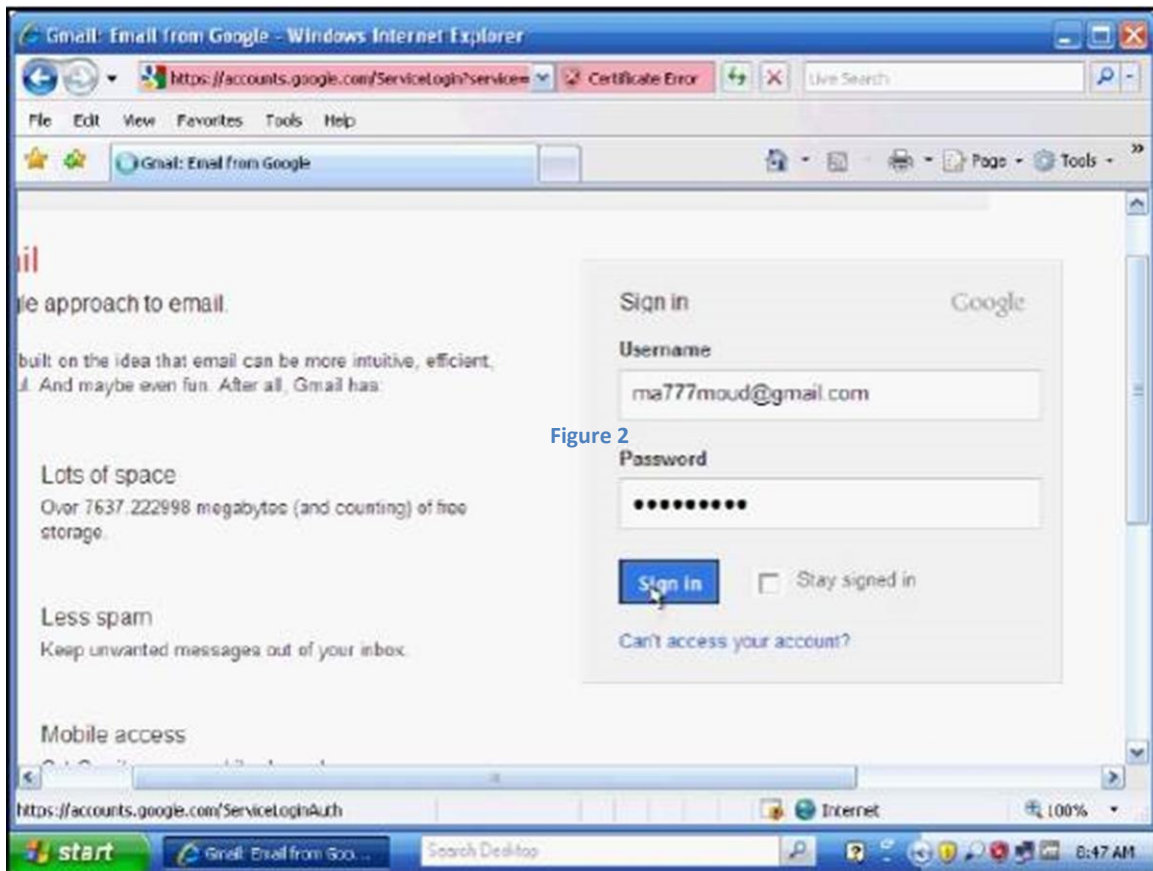 Gmail: Email from Google - Windows Internet Explorer
https://accounts.google.com/ServiceLogin?service= Certificate Error Live Search
File Edit View Favorites Tools Help
Gmail: Email from Google Page Tools
il
le approach to email.
built on the idea that email can be more intuitive, efficient,
And maybe even fun. After all, Gmail has:
Lots of space
Over 7637.222998 megabytes (and counting) of free
storage.
Less spam
Keep unwanted messages out of your inbox.
Mobile access
Sign in Google
Username
ma777moud@gmail.com
Figure 2
Password
Sign in Stay signed in
Can't access your account?
https://accounts.google.com/ServiceLoginAuth Internet 100%
start Gmail: Email from Goo... Search Desktop 8:47 AM